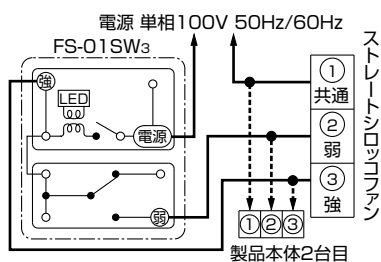 電源 単相100V 50Hz/60Hz
FS-01SW3
強
LED
電源
弱
① 共通
② 弱
③ 強
ストレートシロッコファン
①②③
製品本体2台目